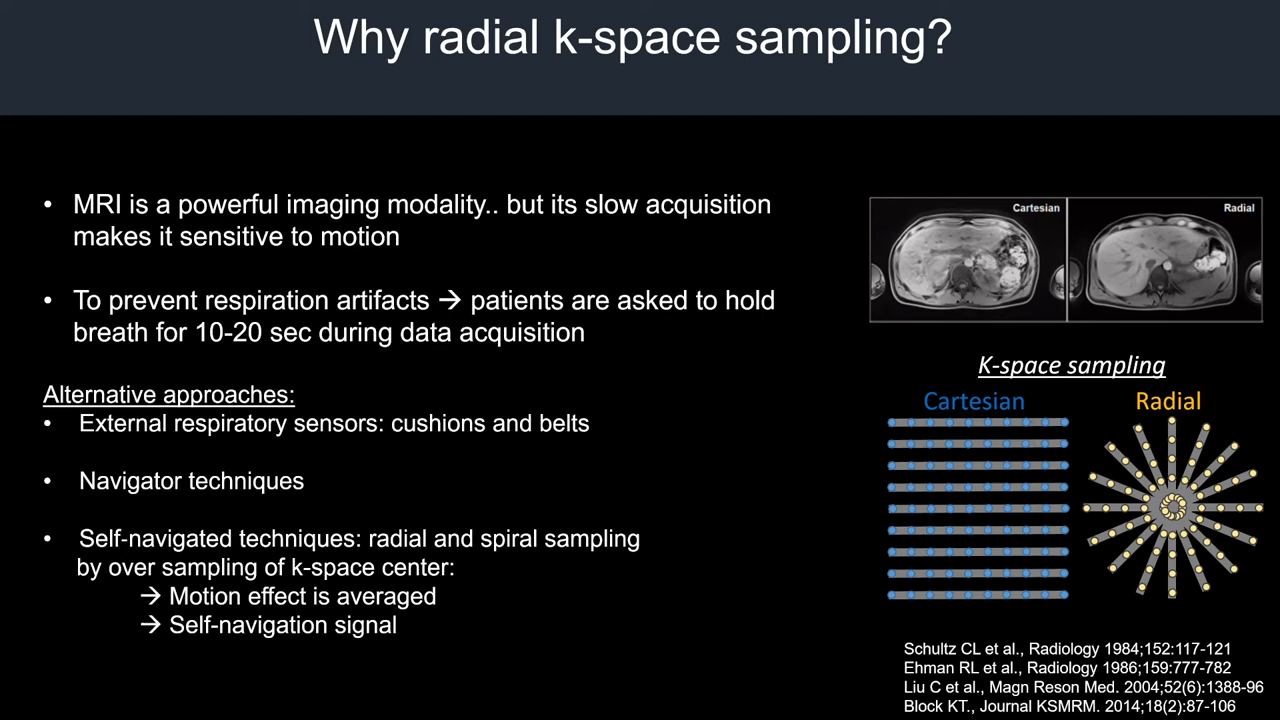 Why radial k-space sampling?
• MRI is a powerful imaging modality.. but its slow acquisition
makes it sensitive to motion
• To prevent respiration artifacts → patients are asked to hold
breath for 10-20 sec during data acquisition
Alternative approaches:
• External respiratory sensors: cushions and belts
• Navigator techniques
• Self-navigated techniques: radial and spiral sampling
by over sampling of k-space center:
→ Motion effect is averaged
→ Self-navigation signal
Cartesian
Radial
K-space sampling
Cartesian
Radial
Schultz CL et al., Radiology 1984;152:117-121
Ehman RL et al., Radiology 1986;159:777-782
Liu C et al., Magn Reson Med. 2004;52(6):1388-96
Block KT., Journal KSMRM. 2014;18(2):87-106